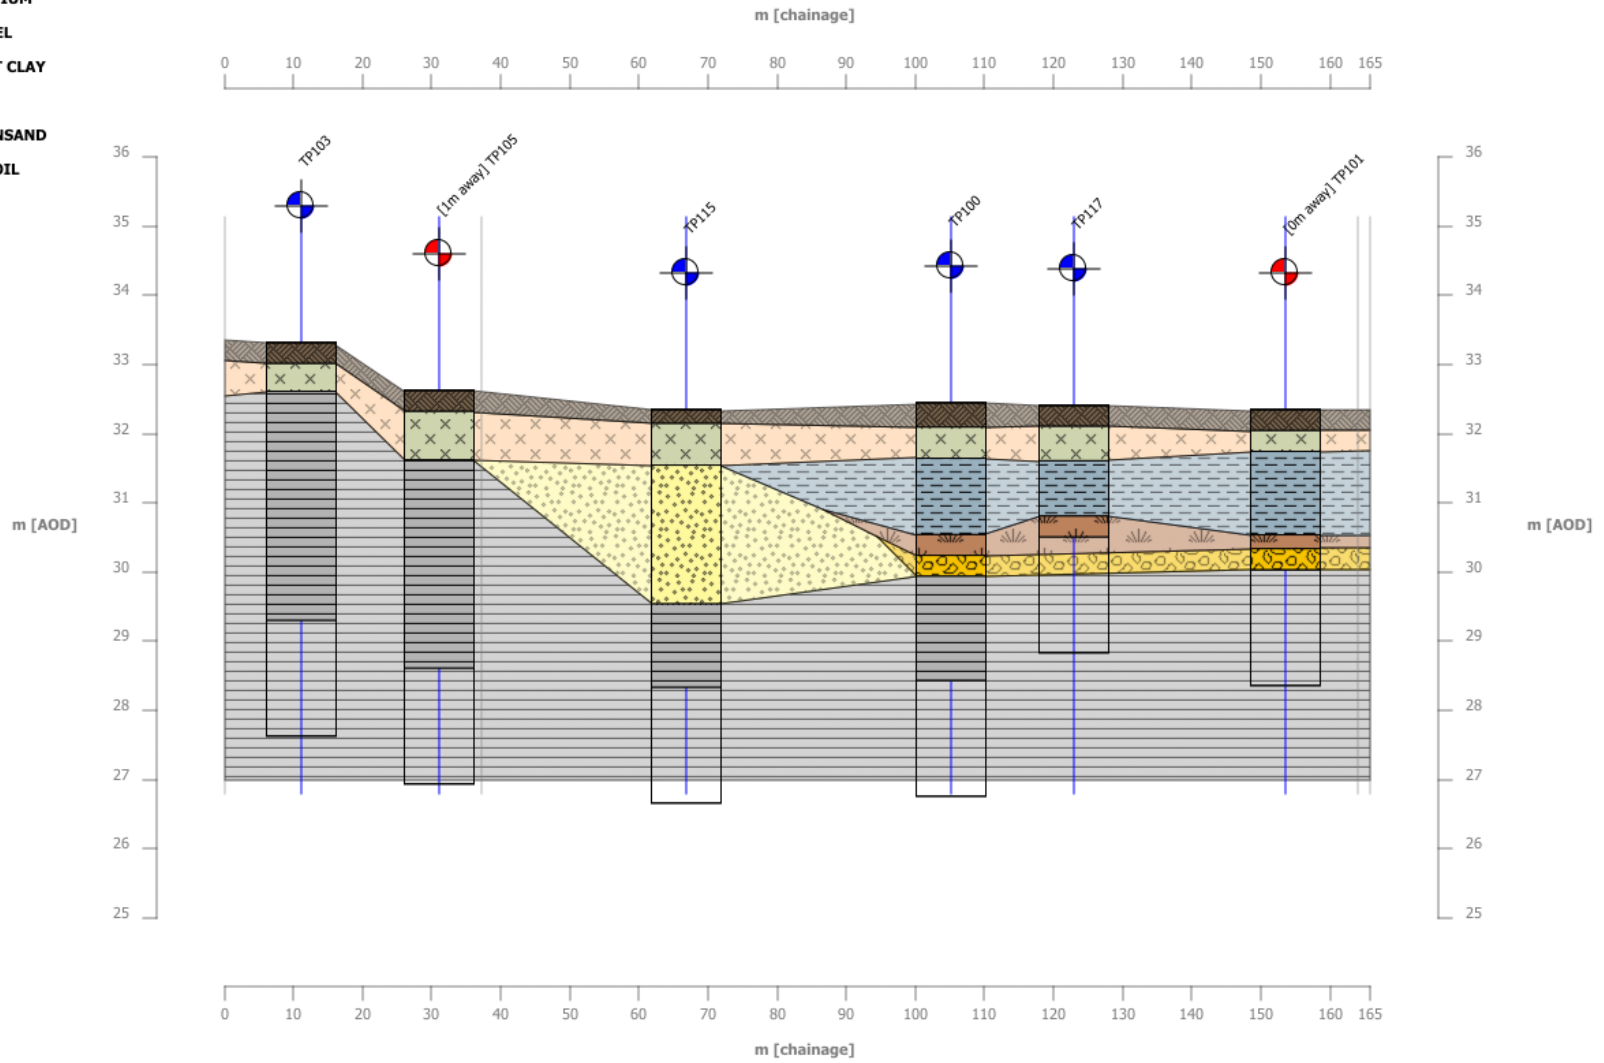 m [chainage]
EL
CLAY
0 10 20 30 40 50 60 70 80 90 100 110 120 130 140 150 160 165
NSAND
OIL
TP103
[1m away] TP105
TP115
TP100
TP117
[0m away] TP101
36 36
35 35
34 34
33 33
32 32
31 31
m [AOD] m [AOD]
30 30
29 29
28 28
27 27
26 26
25 25
0 10 20 30 40 50 60 70 80 90 100 110 120 130 140 150 160 165
m [chainage]